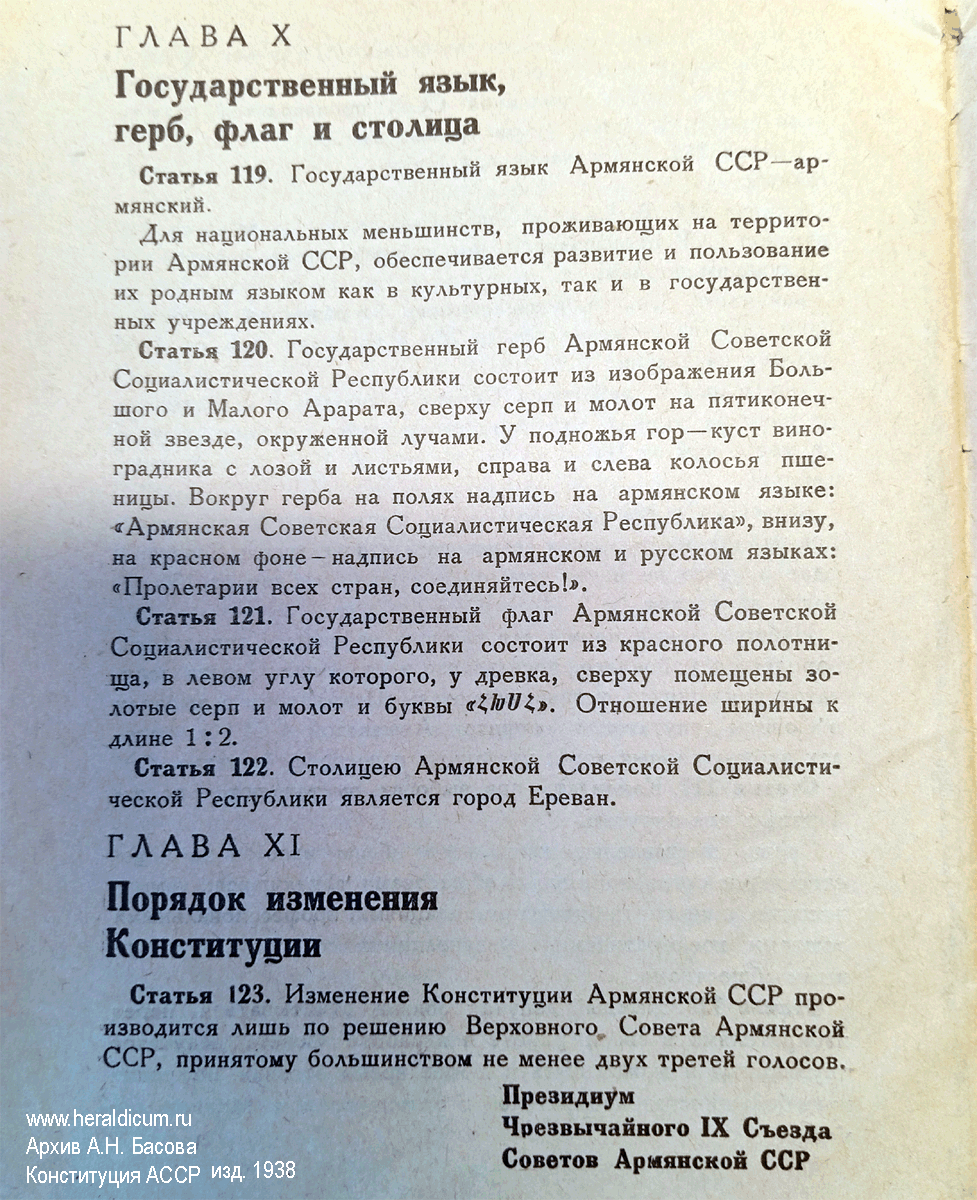 ГЛАВА X
Государственный язык,
герб, флаг и столица
Статья 119. Государственный язык Армянской ССР—ар-
мянский.
Для национальных меньшинств, проживающих на террито-
рии Армянской ССР, обеспечивается развитие и пользование
их родным языком как в культурных, так и в государствен-
ных учреждениях.
Статья 120. Государственный герб Армянской Советской
Социалистической Республики состоит из изображения Боль-
шого и Малого Арарата, сверху серп и молот на пятиконеч-
ной звезде, окруженной лучами. У подножья гор—куст вино-
градника с лозой и листьями, справа и слева колосья пше-
ницы. Вокруг герба на полях надпись на армянском языке:
«Армянская Советская Социалистическая Республика», внизу,
на красном фоне—надпись на армянском и русском языках:
«Пролетарии всех стран, соединяйтесь!».
Статья 121. Государственный флаг Армянской Советской
Социалистической Республики состоит из красного полотни-
ща, в левом углу которого, у древка, сверху помещены зо-
лотые серп и молот и буквы «ՀԽՍՀ». Отношение ширины к
длине 1 : 2.
Статья 122. Столицею Армянской Советской Социалисти-
ческой Республики является город Ереван.
ГЛАВА XI
Порядок изменения
Конституции
Статья 123. Изменение Конституции Армянской ССР про-
изводится лишь по решению Верховного Совета Армянской
ССР, принятому большинством не менее двух третей голосов.
Президиум
Чрезвычайного IX Съезда
Советов Армянской ССР
www.heraldicum.ru
Архив А.Н. Басова
Конституция АССР изд. 1938